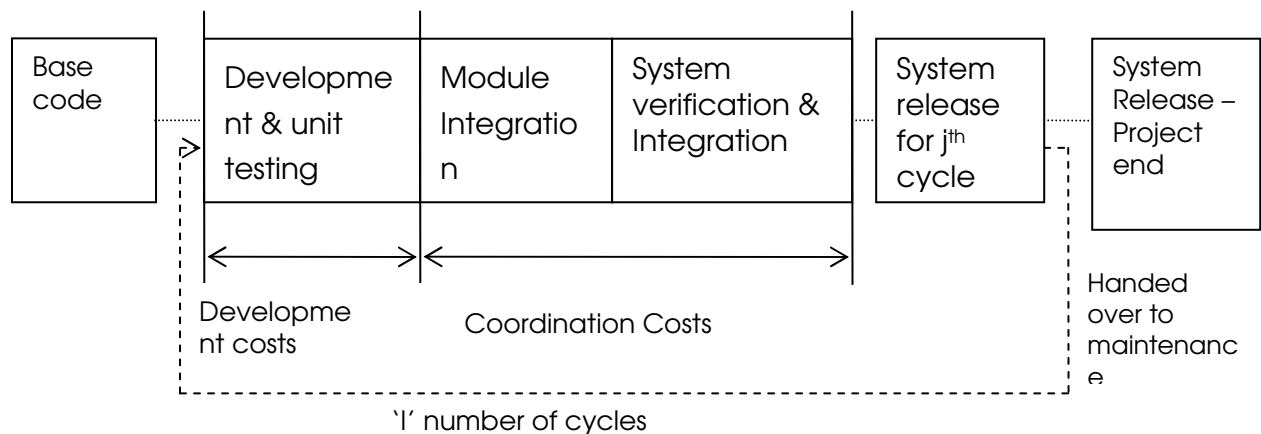 Base
code
Developme
nt & unit
testing
Module
Integratio
n
System
verification &
Integration
System
release
for jth
cycle
System
Release –
Project
end
Developme
nt costs
Coordination Costs
Handed
over to
maintenanc
e
‘I’ number of cycles